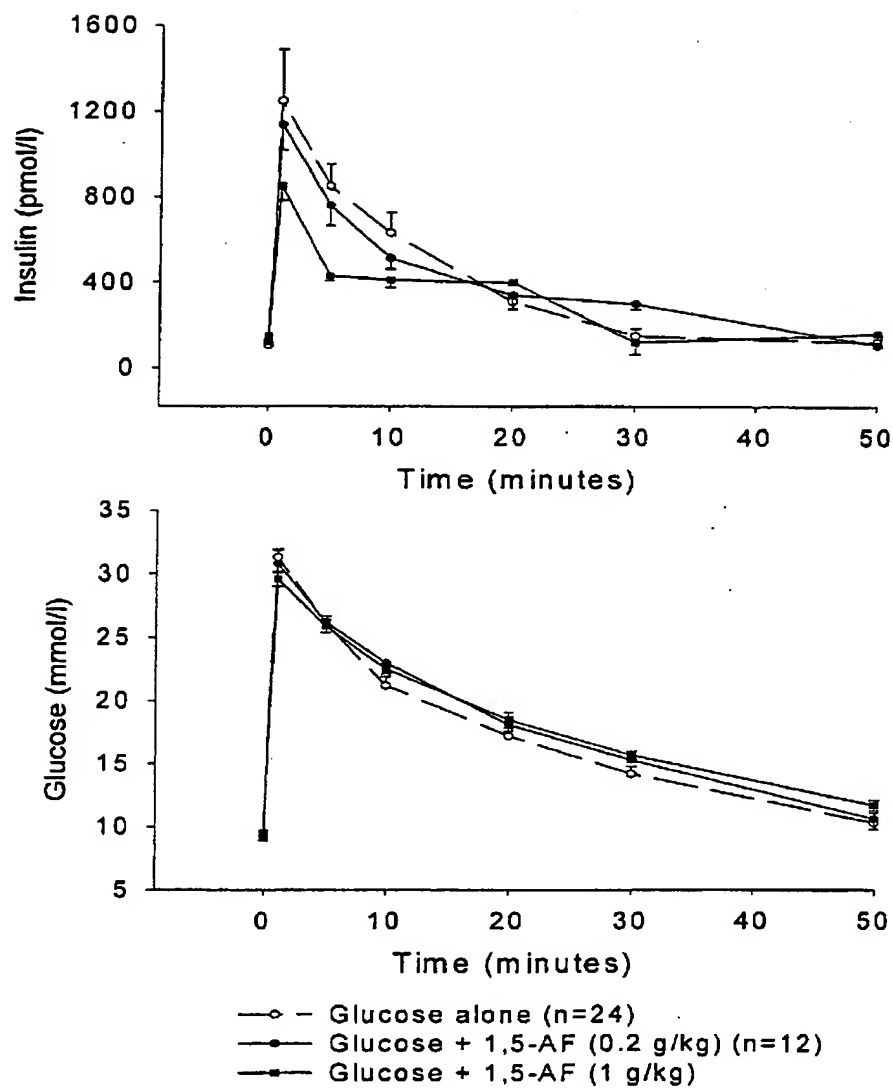 1600
1200
800
400
0
Insulin (pmol/l)
0 10 20 30 40 50
Time (minutes)
35
30
25
20
15
10
5
Glucose (mmol/l)
0 10 20 30 40 50
Time (minutes)
Glucose alone (n=24)
Glucose + 1,5-AF (0.2 g/kg) (n=12)
Glucose + 1,5-AF (1 g/kg)